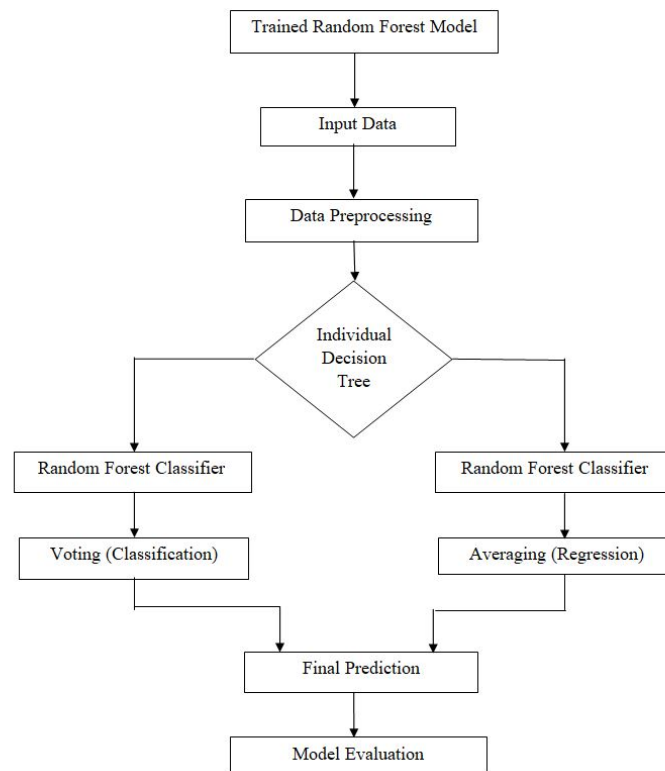 Trained Random Forest Model
Input Data
Data Preprocessing
Individual
Decision
Tree
Random Forest Classifier
Random Forest Classifier
Voting (Classification)
Averaging (Regression)
Final Prediction
Model Evaluation